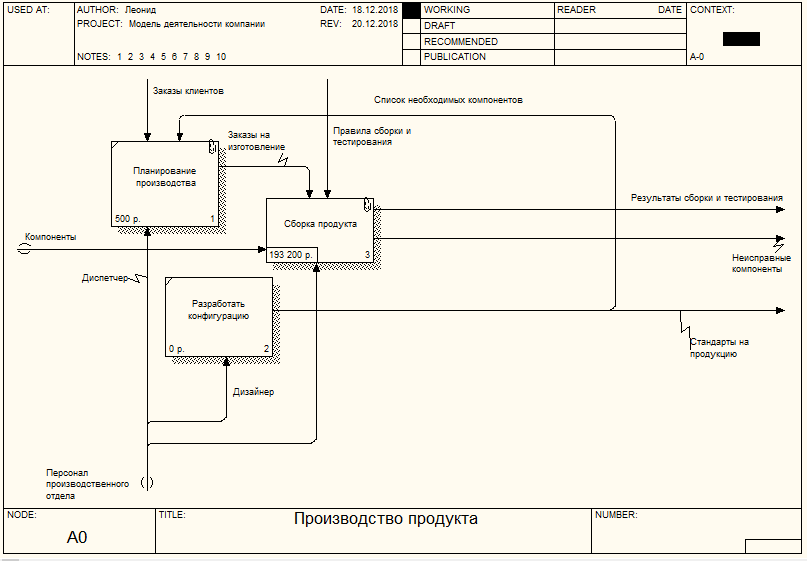 USED AT:
AUTHOR: Леонид
DATE: 18.12.2018
WORKING
READER
DATE
CONTEXT:
PROJECT: Модель деятельности компании
REV: 20.12.2018
DRAFT
RECOMMENDED
NOTES: 1 2 3 4 5 6 7 8 9 10
PUBLICATION
A-0
Заказы клиентов
Список необходимых компонентов
Заказы на
изготовление
Правила сборки и
тестирования
Планирование
производства
500 р.
1
Результаты сборки и тестирования
Сборка продукта
193 200 р.
3
Компоненты
Неисправные
компоненты
Диспетчер
Разработать
конфигурацию
0 р.
2
Стандарты на
продукцию
Дизайнер
Персонал
производственного
отдела
NODE:
TITLE:
Производство продукта
NUMBER:
A0